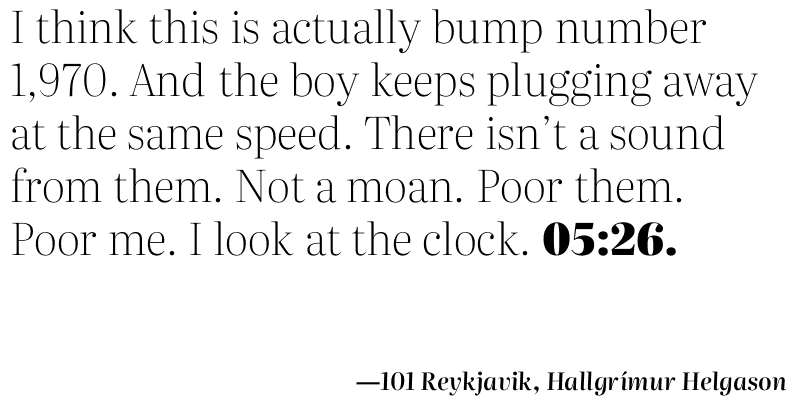 I think this is actually bump number
1,970. And the boy keeps plugging away
at the same speed. There isn’t a sound
from them. Not a moan. Poor them.
Poor me. I look at the clock. 05:26.
—101 Reykjavik, Hallgrímur Helgason